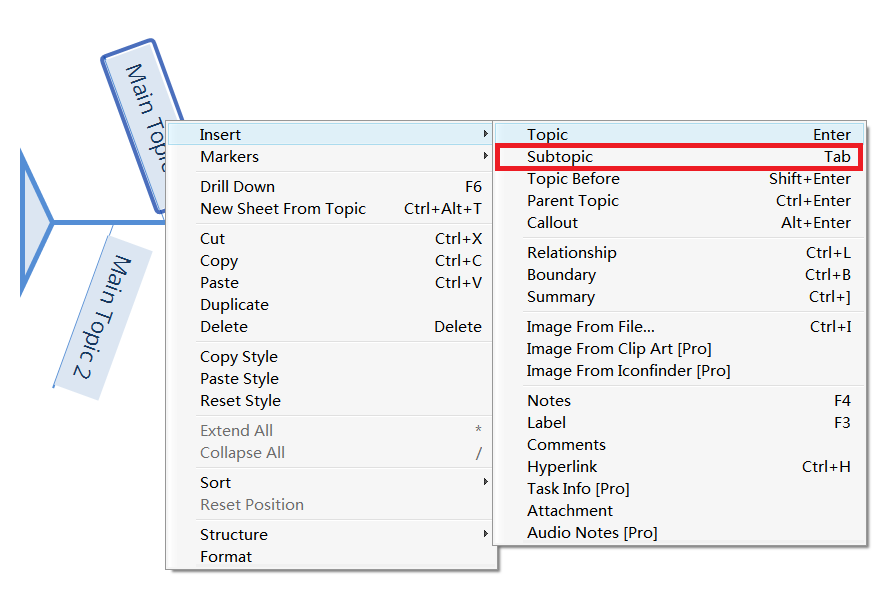 Main Topic
Main Topic 2
Insert
Markers
Drill Down F6
New Sheet From Topic Ctrl+Alt+T
Cut Ctrl+X
Copy Ctrl+C
Paste Ctrl+V
Duplicate
Delete Delete
Copy Style
Paste Style
Reset Style
Extend All *
Collapse All /
Sort
Reset Position
Structure
Format
Topic Enter
Subtopic Tab
Topic Before Shift+Enter
Parent Topic Ctrl+Enter
Callout Alt+Enter
Relationship Ctrl+L
Boundary Ctrl+B
Summary Ctrl+]
Image From File... Ctrl+I
Image From Clip Art [Pro]
Image From Iconfinder [Pro]
Notes F4
Label F3
Comments
Hyperlink Ctrl+H
Task Info [Pro]
Attachment
Audio Notes [Pro]